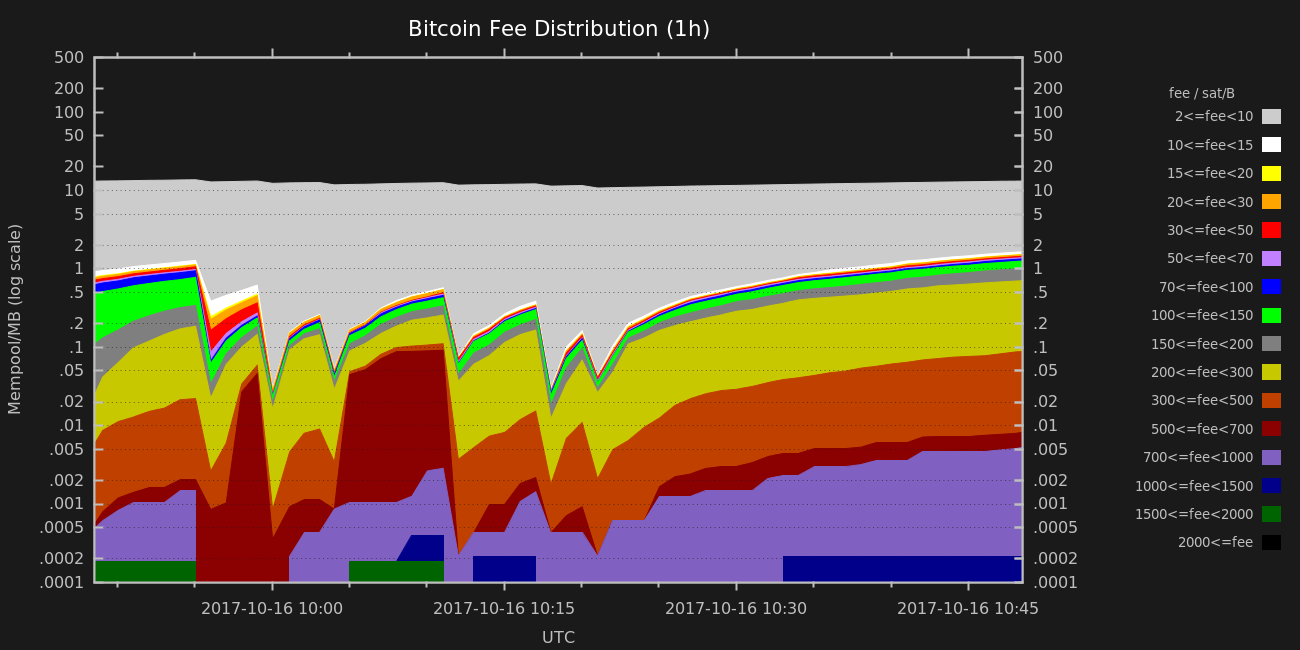 Bitcoin Fee Distribution (1h)
Mempool/MB (log scale)
500
200
100
50
20
10
5
2
1
.5
.2
.1
.05
.02
.01
.005
.002
.001
.0005
.0002
.0001
500
200
100
50
20
10
5
2
1
.5
.2
.1
.05
.02
.01
.005
.002
.001
.0005
.0002
.0001
2017-10-16 10:00
2017-10-16 10:15
2017-10-16 10:30
2017-10-16 10:45
UTC
fee / sat/B
2<=fee<10
10<=fee<15
15<=fee<20
20<=fee<30
30<=fee<50
50<=fee<70
70<=fee<100
100<=fee<150
150<=fee<200
200<=fee<300
300<=fee<500
500<=fee<700
700<=fee<1000
1000<=fee<1500
1500<=fee<2000
2000<=fee